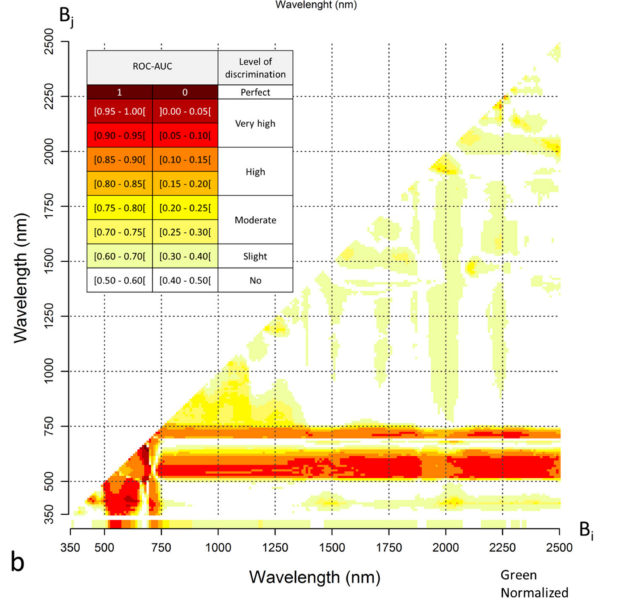 Wavelenght (nm)
Bj
2500
2250
2000
1750
1500
1250
1000
750
500
350
Wavelength (nm)
ROC-AUC
Level of
discrimination
1 0 Perfect
[0.95 - 1.00[ ]0.00 - 0.05[
Very high
[0.90 - 0.95[ [0.05 - 0.10[
[0.85 - 0.90[ [0.10 - 0.15[
High
[0.80 - 0.85[ [0.15 - 0.20[
[0.75 - 0.80[ [0.20 - 0.25[
Moderate
[0.70 - 0.75[ [0.25 - 0.30[
[0.60 - 0.70[ [0.30 - 0.40[ Slight
[0.50 - 0.60[ [0.40 - 0.50[ No
350 500 750 1000 1250 1500 1750 2000 2250 2500
Bi
b
Wavelength (nm)
Green
Normalized